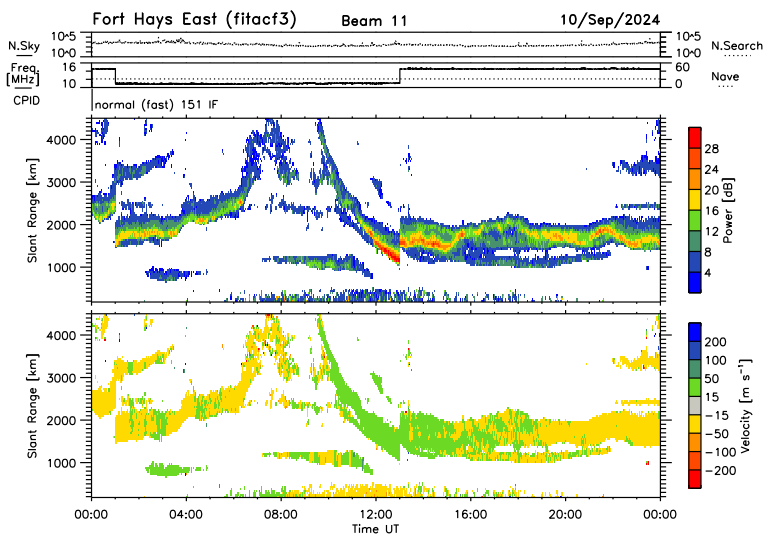 Fort Hays East (fitacf3) Beam 11 10/Sep/2024
N.Sky 10^5 10^0 10^5 10^0 N.Search
Freq. [MHz] 16 10 60 0 Nave
CPID normal (fast) 151 IF
Slant Range [km] 4000 3000 2000 1000
Power [dB] 28 24 20 16 12 8 4
Slant Range [km] 4000 3000 2000 1000
Velocity [m s⁻¹] 200 100 50 15 −15 −50 −100 −200
00:00 04:00 08:00 12:00 16:00 20:00 00:00
Time UT